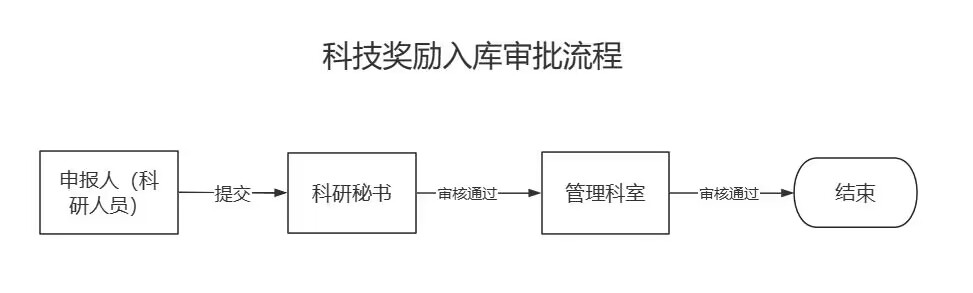 科技奖励入库审批流程
申报人（科
研人员）
提交
科研秘书
审核通过
管理科室
审核通过
结束